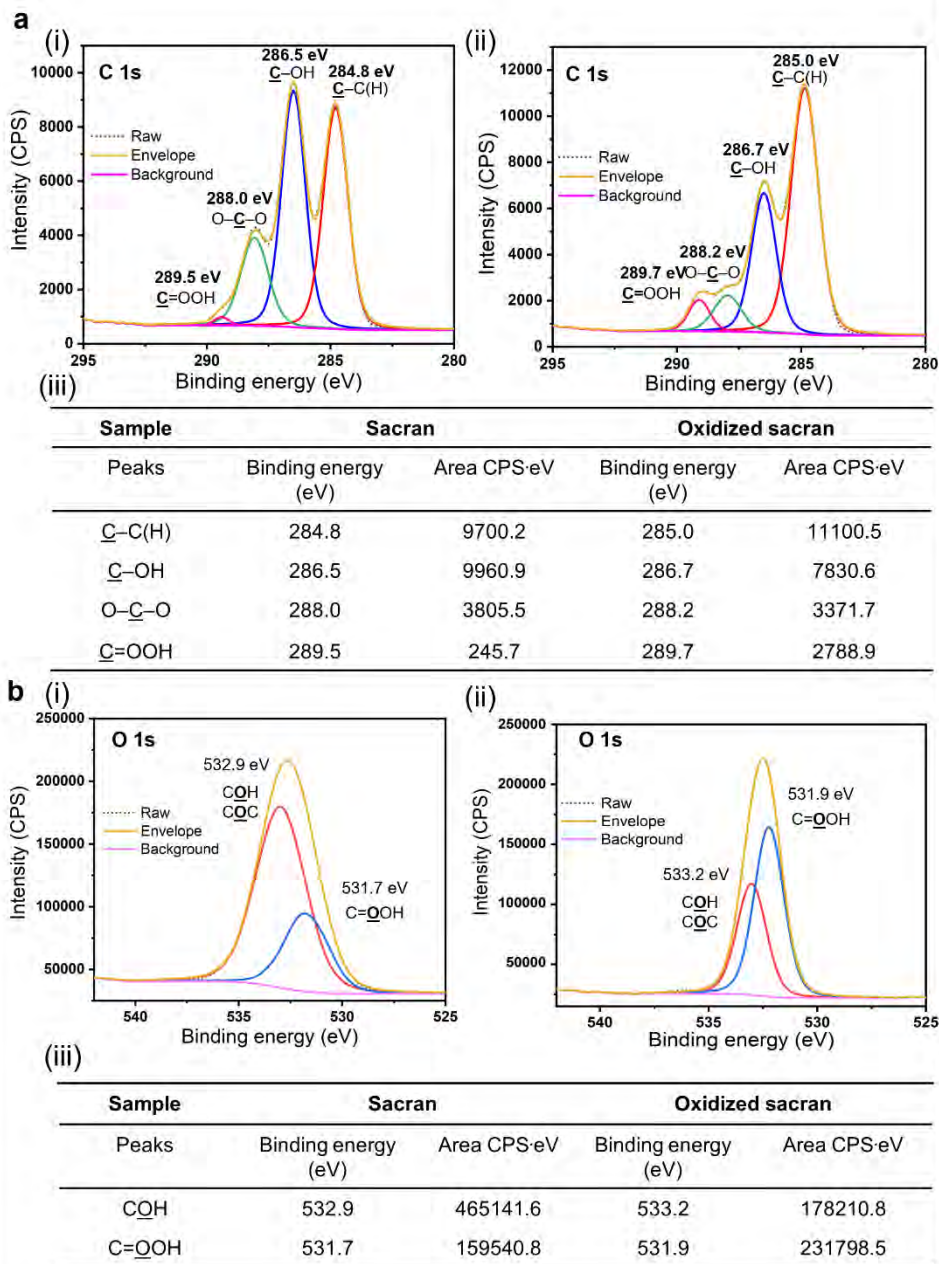 a
(i)
C 1s
286.5 eV
C–OH
284.8 eV
C–C(H)
288.0 eV
O–C–O
289.5 eV
C=OOH
Raw
Envelope
Background
Intensity (CPS)
10000
8000
6000
4000
2000
0
295
290
285
280
Binding energy (eV)
(ii)
C 1s
285.0 eV
C–C(H)
286.7 eV
C–OH
288.2 eV
O–C–O
289.7 eV
C=OOH
Raw
Envelope
Background
Intensity (CPS)
12000
10000
8000
6000
4000
2000
0
295
290
285
280
Binding energy (eV)
(iii)
Sample Sacran Oxidized sacran
Peaks Binding energy (eV) Area CPS·eV Binding energy (eV) Area CPS·eV
C–C(H) 284.8 9700.2 285.0 11100.5
C–OH 286.5 9960.9 286.7 7830.6
O–C–O 288.0 3805.5 288.2 3371.7
C=OOH 289.5 245.7 289.7 2788.9
b
(i)
O 1s
532.9 eV
COH
COC
531.7 eV
C=OOH
Raw
Envelope
Background
Intensity (CPS)
250000
200000
150000
100000
50000
540
535
530
525
Binding energy (eV)
(ii)
O 1s
531.9 eV
C=OOH
533.2 eV
COH
COC
Raw
Envelope
Background
Intensity (CPS)
250000
200000
150000
100000
50000
540
535
530
525
Binding energy (eV)
(iii)
Sample Sacran Oxidized sacran
Peaks Binding energy (eV) Area CPS·eV Binding energy (eV) Area CPS·eV
COH 532.9 465141.6 533.2 178210.8
C=OOH 531.7 159540.8 531.9 231798.5